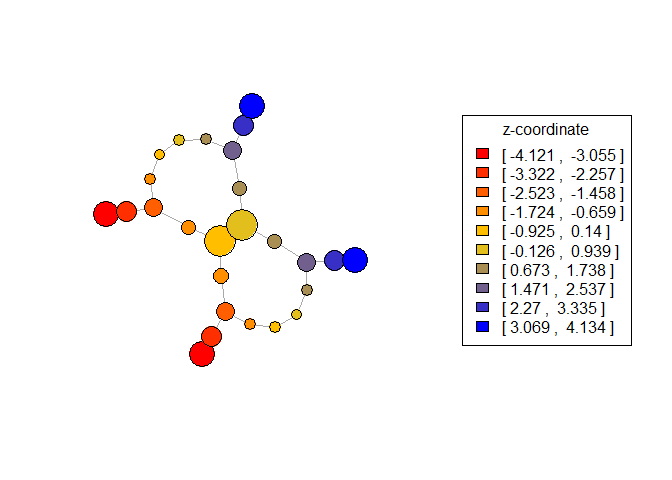 z-coordinate
[ -4.121 , -3.055 ]
[ -3.322 , -2.257 ]
[ -2.523 , -1.458 ]
[ -1.724 , -0.659 ]
[ -0.925 , 0.14 ]
[ -0.126 , 0.939 ]
[ 0.673 , 1.738 ]
[ 1.471 , 2.537 ]
[ 2.27 , 3.335 ]
[ 3.069 , 4.134 ]